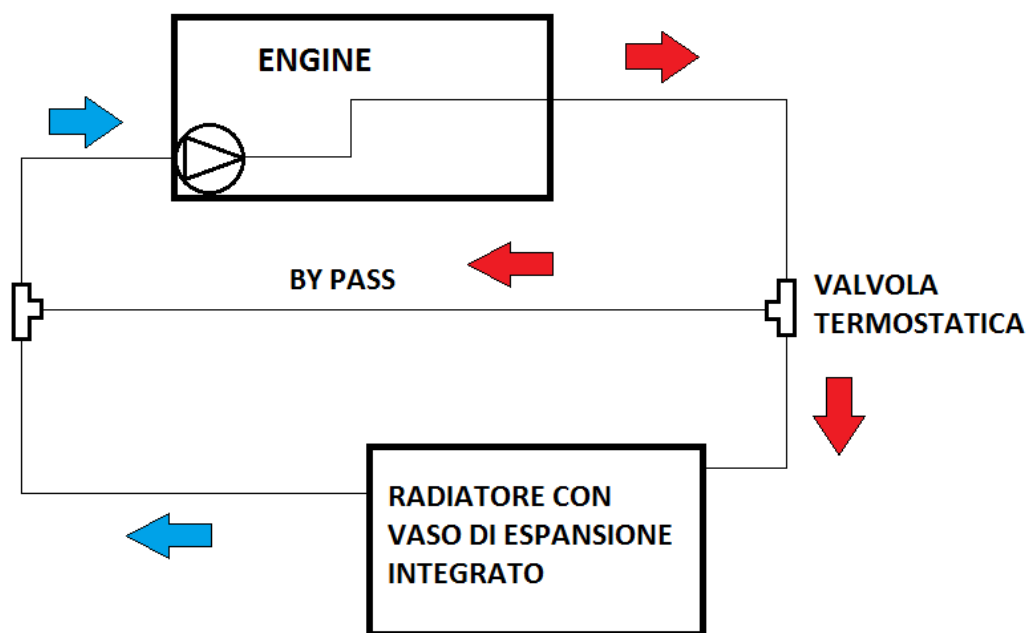 ENGINE
BY PASS
VALVOLA
TERMOSTATICA
RADIATORE CON
VASO DI ESPANSIONE
INTEGRATO